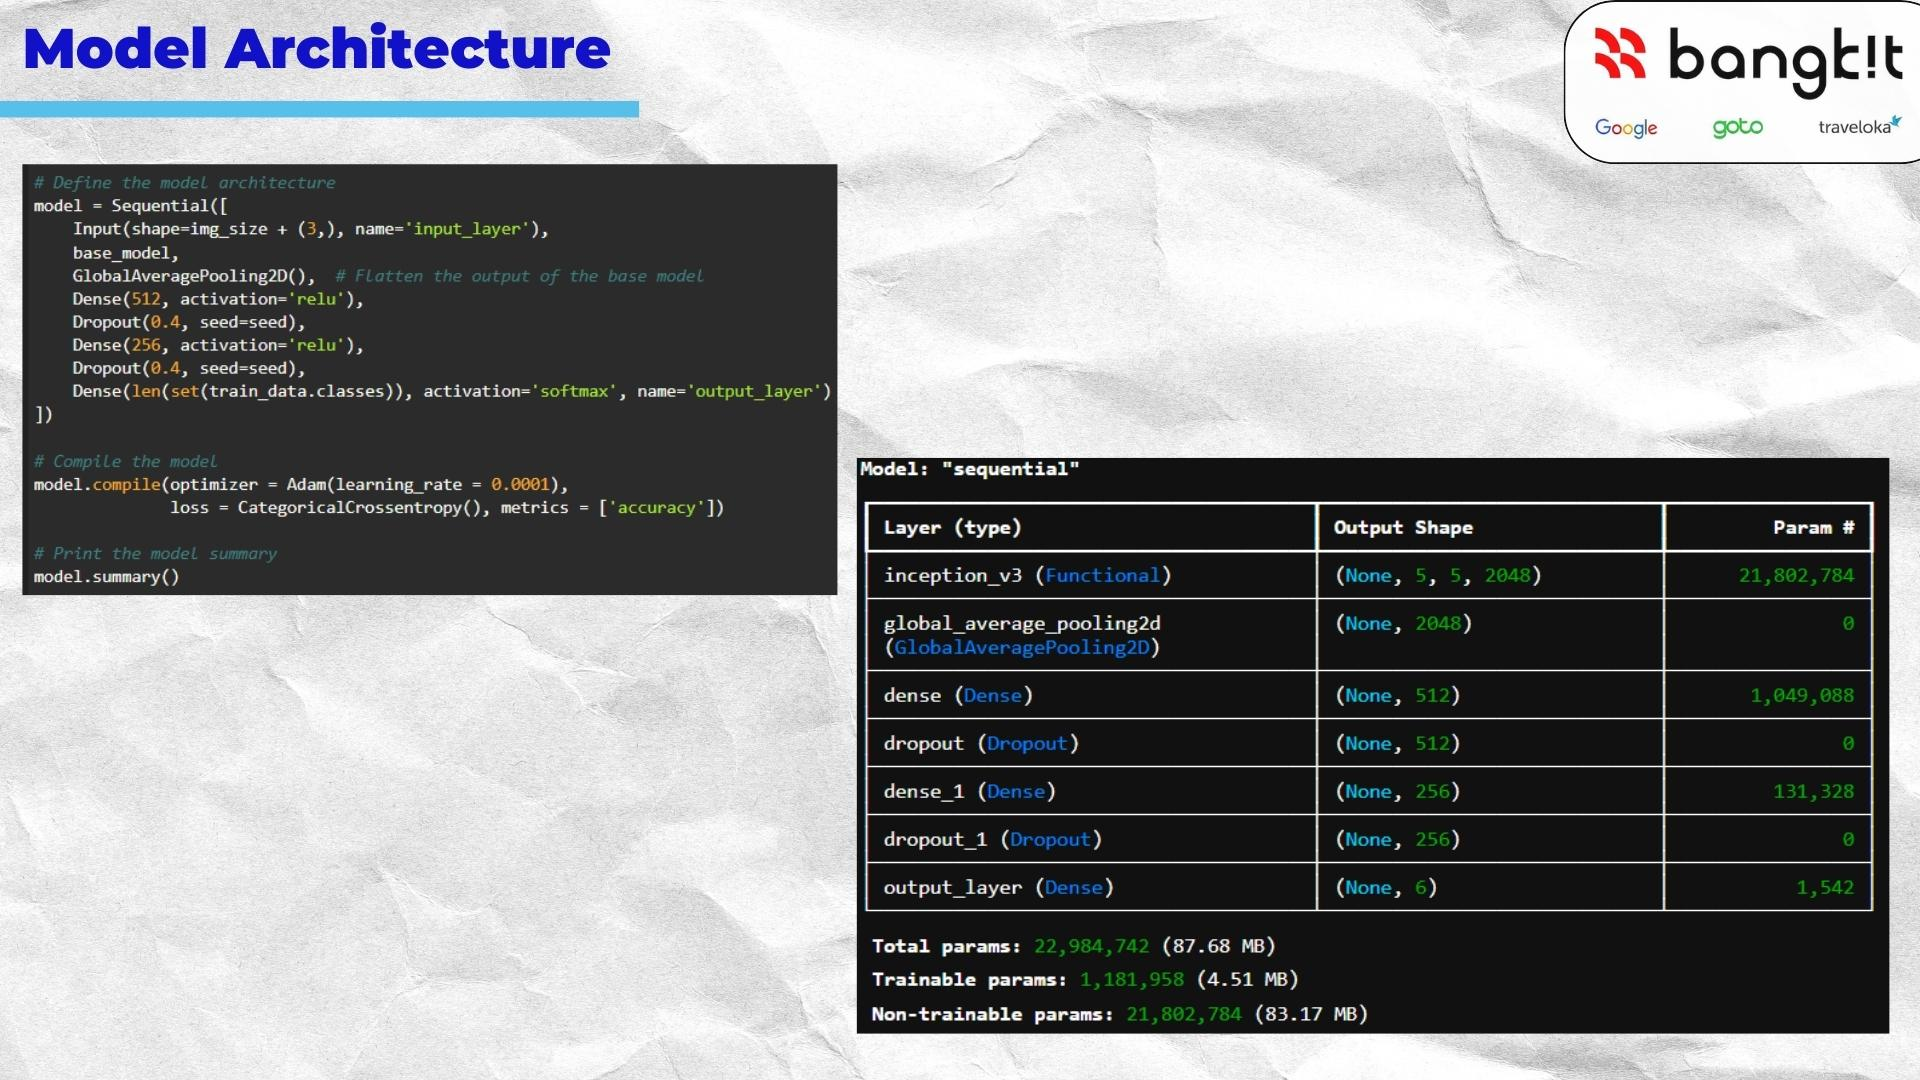 Model Architecture
bangk!t
Google goto traveloka
# Define the model architecture
model = Sequential([
    Input(shape=img_size + (3,), name='input_layer'),
    base_model,
    GlobalAveragePooling2D(),  # Flatten the output of the base model
    Dense(512, activation='relu'),
    Dropout(0.4, seed=seed),
    Dense(256, activation='relu'),
    Dropout(0.4, seed=seed),
    Dense(len(set(train_data.classes)), activation='softmax', name='output_layer')
])
# Compile the model
model.compile(optimizer = Adam(learning_rate = 0.0001),
              loss = CategoricalCrossentropy(), metrics = ['accuracy'])
# Print the model summary
model.summary()
Model: "sequential"
Layer (type) Output Shape Param #
inception_v3 (Functional) (None, 5, 5, 2048) 21,802,784
global_average_pooling2d (None, 2048) 0
(GlobalAveragePooling2D)
dense (Dense) (None, 512) 1,049,088
dropout (Dropout) (None, 512) 0
dense_1 (Dense) (None, 256) 131,328
dropout_1 (Dropout) (None, 256) 0
output_layer (Dense) (None, 6) 1,542
Total params: 22,984,742 (87.68 MB)
Trainable params: 1,181,958 (4.51 MB)
Non-trainable params: 21,802,784 (83.17 MB)